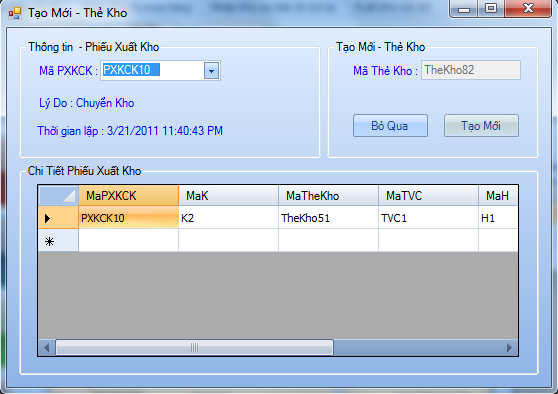 Tạo Mới - Thẻ Kho
Thông tin - Phiếu Xuất Kho
Mã PXKCK : PXKCK10
Lý Do : Chuyển Kho
Thời gian lập : 3/21/2011 11:40:43 PM
Tạo Mới - Thẻ Kho
Mã Thẻ Kho : TheKho82
Bỏ Qua Tạo Mới
Chi Tiết Phiếu Xuất Kho
MaPXKCK MaK MaTheKho MaTVC MaH
PXKCK10 K2 TheKho51 TVC1 H1